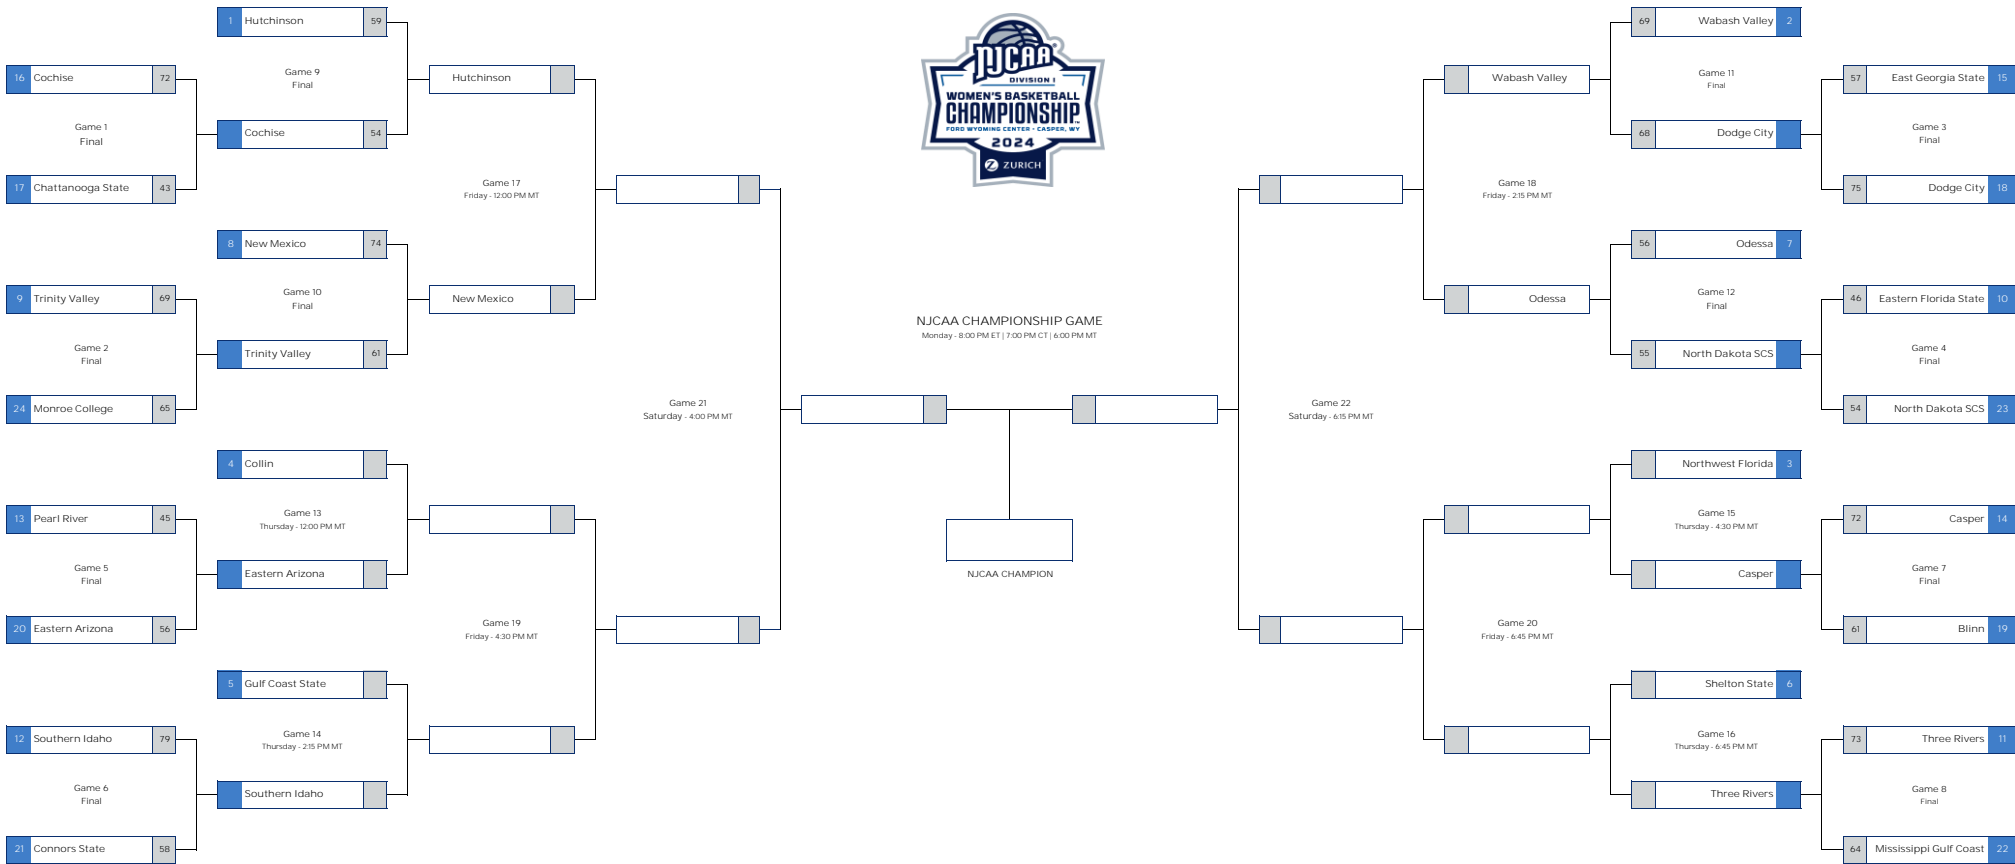 1 Hutchinson 59
Game 9
Final
16 Cochise 72
Game 1
Final
Cochise 54
17 Chattanooga State 43
Hutchinson
Game 17
Friday - 12:00 PM MT
8 New Mexico 74
Game 10
Final
9 Trinity Valley 69
Game 2
Final
Trinity Valley 61
24 Monroe College 65
New Mexico
Game 21
Saturday - 4:00 PM MT
4 Collin
Game 13
Thursday - 12:00 PM MT
13 Pearl River 45
Game 5
Final
Eastern Arizona
20 Eastern Arizona 56
Game 19
Friday - 4:30 PM MT
5 Gulf Coast State
Game 14
Thursday - 2:15 PM MT
12 Southern Idaho 79
Game 6
Final
Southern Idaho
21 Connors State 58
NJCAA
DIVISION I
WOMEN'S BASKETBALL
CHAMPIONSHIP™
FORD WYOMING CENTER • CASPER, WY
2024
Z ZURICH
NJCAA CHAMPIONSHIP GAME
Monday - 8:00 PM ET | 7:00 PM CT | 6:00 PM MT
NJCAA CHAMPION
69 Wabash Valley 2
Game 11
Final
57 East Georgia State 15
Game 3
Final
68 Dodge City
75 Dodge City 18
Wabash Valley
Game 18
Friday - 2:15 PM MT
56 Odessa 7
Game 12
Final
46 Eastern Florida State 10
Game 4
Final
55 North Dakota SCS
54 North Dakota SCS 23
Odessa
Game 22
Saturday - 6:15 PM MT
Northwest Florida 3
Game 15
Thursday - 4:30 PM MT
72 Casper 14
Game 7
Final
Casper
61 Blinn 19
Game 20
Friday - 6:45 PM MT
Shelton State 6
Game 16
Thursday - 6:45 PM MT
73 Three Rivers 11
Game 8
Final
Three Rivers
64 Mississippi Gulf Coast 22